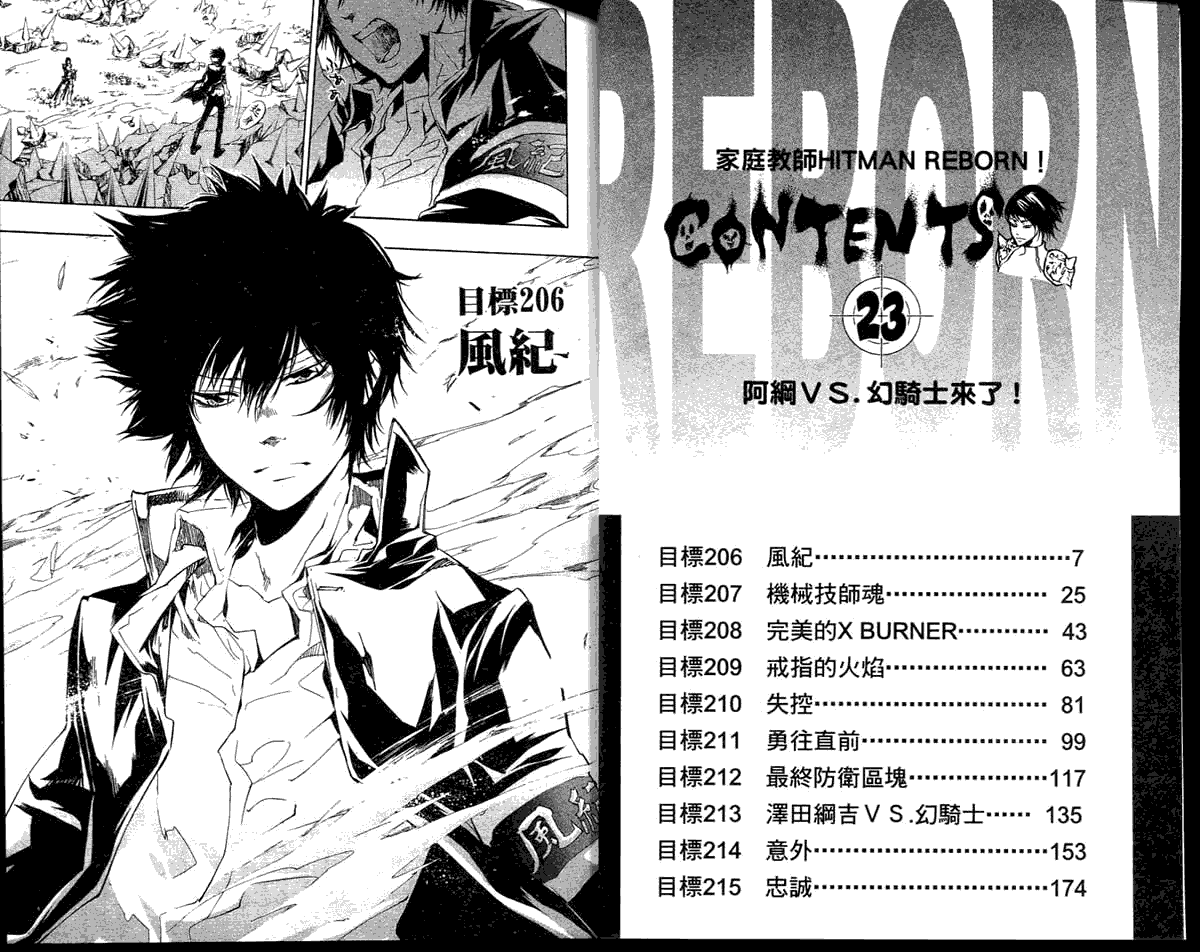 風紀
目標206
風紀
風紀
REBORN
家庭教師HITMAN REBORN！
CONTENTS
23
阿綱ＶＳ.幻騎士來了！
目標206 風紀………………………………7
目標207 機械技師魂…………………… 25
目標208 完美的X BURNER………… 43
目標209 戒指的火焰…………………… 63
目標210 失控…………………………… 81
目標211 勇往直前……………………… 99
目標212 最終防衛區塊…………………117
目標213 澤田綱吉ＶＳ.幻騎士…… 135
目標214 意外……………………………153
目標215 忠誠……………………………174